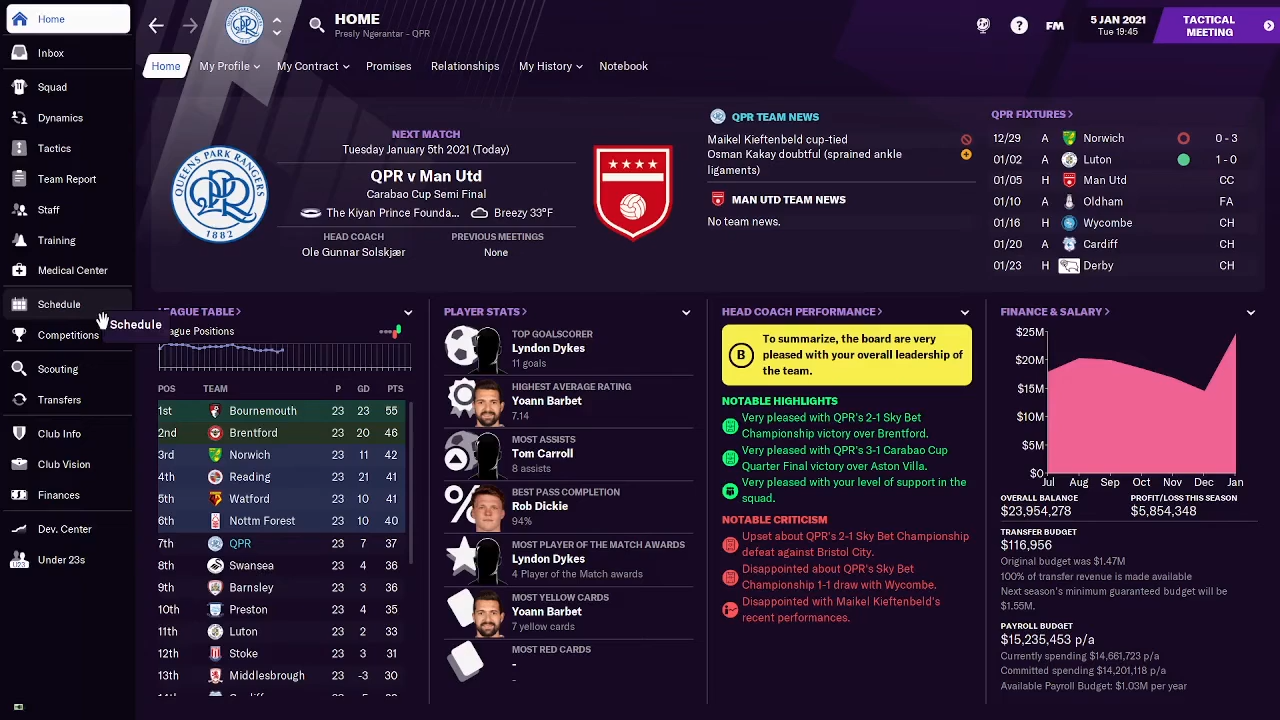 Home
Inbox
Squad
Dynamics
Tactics
Team Report
Staff
Training
Medical Center
Schedule
Schedule
Competitions
Scouting
Transfers
Club Info
Club Vision
Finances
Dev. Center
U23
Under 23s
HOME
Presly Ngerantar - QPR
?
FM
5 JAN 2021
Tue 19:45
TACTICAL
MEETING
Home
My Profile
My Contract
Promises
Relationships
My History
Notebook
QUEENS PARK RANGERS
1882
NEXT MATCH
Tuesday January 5th 2021 (Today)
QPR v Man Utd
Carabao Cup Semi Final
The Kiyan Prince Founda...
Breezy 33°F
HEAD COACH
PREVIOUS MEETINGS
Ole Gunnar Solskjær
None
QPR TEAM NEWS
Maikel Kieftenbeld cup-tied
Osman Kakay doubtful (sprained ankle
ligaments)
MAN UTD TEAM NEWS
No team news.
QPR FIXTURES
12/29 A Norwich 0 - 3
01/02 A Luton 1 - 0
01/05 H Man Utd CC
01/10 A Oldham FA
01/16 H Wycombe CH
01/20 A Cardiff CH
01/23 H Derby CH
EAGUE TABLE
gue Positions
POS TEAM P GD PTS
1st Bournemouth 23 23 55
2nd Brentford 23 20 46
3rd Norwich 23 11 42
4th Reading 23 4 41
5th Watford 23 10 41
6th Nottm Forest 23 10 40
7th QPR 23 7 37
8th Swansea 23 4 36
9th Barnsley 23 3 36
10th Preston 23 4 35
11th Luton 23 2 33
12th Stoke 23 3 31
13th Middlesbrough 23 -3 30
PLAYER STATS
TOP GOALSCORER
Lyndon Dykes
11 goals
HIGHEST AVERAGE RATING
Yoann Barbet
7.14
MOST ASSISTS
Tom Carroll
8 assists
BEST PASS COMPLETION
Rob Dickie
94%
MOST PLAYER OF THE MATCH AWARDS
Lyndon Dykes
4 Player of the Match awards
MOST YELLOW CARDS
Yoann Barbet
7 yellow cards
MOST RED CARDS
-
-
HEAD COACH PERFORMANCE
B
To summarize, the board are very
pleased with your overall leadership of
the team.
NOTABLE HIGHLIGHTS
Very pleased with QPR's 2-1 Sky Bet
Championship victory over Brentford.
Very pleased with QPR's 3-1 Carabao Cup
Quarter Final victory over Aston Villa.
Very pleased with your level of support in the
squad.
NOTABLE CRITICISM
Upset about QPR's 2-1 Sky Bet Championship
defeat against Bristol City.
Disappointed about QPR's Sky Bet
Championship 1-1 draw with Wycombe.
Disappointed with Maikel Kieftenbeld's
recent performances.
FINANCE & SALARY
$25M
$20M
$15M
$10M
$5M
$0
Jul Aug Sep Oct Nov Dec Jan
OVERALL BALANCE
PROFIT/LOSS THIS SEASON
$23,954,278
$5,854,348
TRANSFER BUDGET
$116,956
Original budget was $1.47M
100% of transfer revenue is made available
Next season's minimum guaranteed budget will be
$1.55M.
PAYROLL BUDGET
$15,235,453 p/a
Currently spending $14,661,723 p/a
Committed spending $14,201,118 p/a
Available Payroll Budget: $1.03M per year